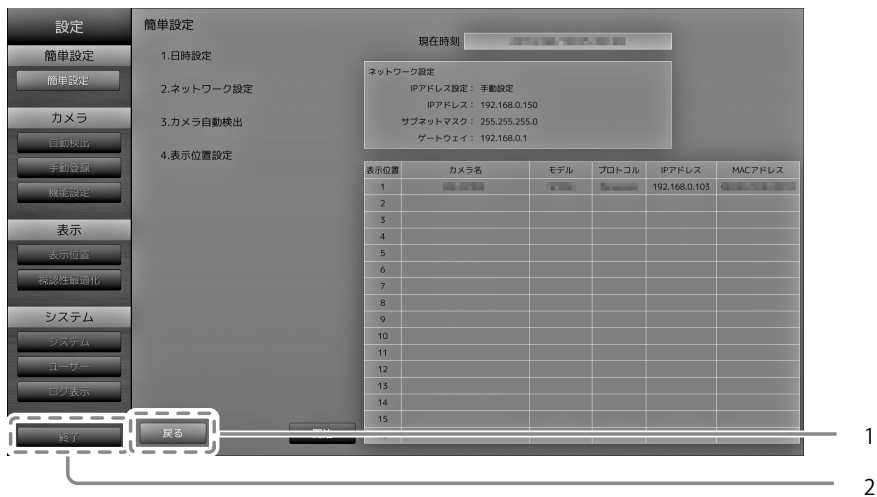 設定
簡単設定
簡単設定
カメラ
自動検出
手動登録
機能設定
表示
表示位置
視認性最適化
システム
システム
ユーザー
ログ表示
終了
簡単設定
1.日時設定
2.ネットワーク設定
3.カメラ自動検出
4.表示位置設定
戻る
現在時刻
ネットワーク設定
IPアドレス設定： 手動設定
IPアドレス： 192.168.0.150
サブネットマスク： 255.255.255.0
ゲートウェイ： 192.168.0.1
表示位置 カメラ名 モデル プロトコル IPアドレス MACアドレス
1 192.168.0.103
2
3
4
5
6
7
8
9
10
11
12
13
14
15
1
2